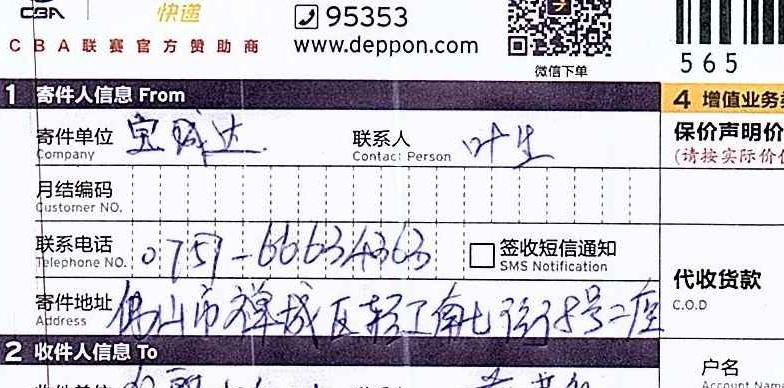 CBA 快递
95353
CBA联赛官方赞助商
www.deppon.com
微信下单
565
1 寄件人信息 From
4 增值业务
寄件单位 宝城达 联系人 叶生
Company Contact Person
保价声明价
(请按实际价
月结编码
Customer NO.
联系电话 0757-66634363 签收短信通知
Telephone NO. SMS Notification
代收货款
C.O.D
寄件地址 佛山市禅城区轻工南七街8号二座
Address
2 收件人信息 To
户名
Account Name